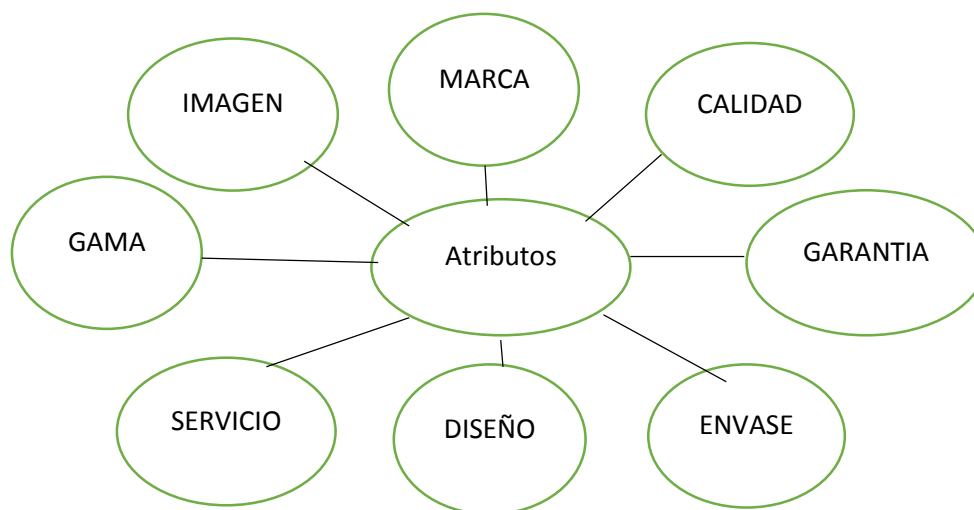 IMAGEN
MARCA
CALIDAD
GAMA
Atributos
GARANTIA
SERVICIO
DISEÑO
ENVASE